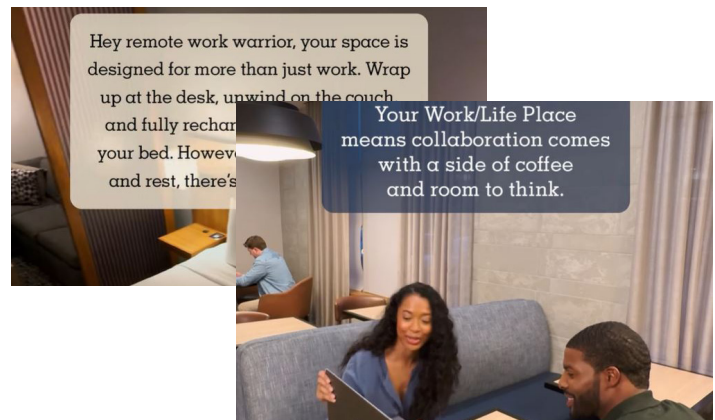 Hey remote work warrior, your space is
designed for more than just work. Wrap
up at the desk, unwind on the couch
and fully rechar
your bed. Howev
and rest, there's
Your Work/Life Place
means collaboration comes
with a side of coffee
and room to think.